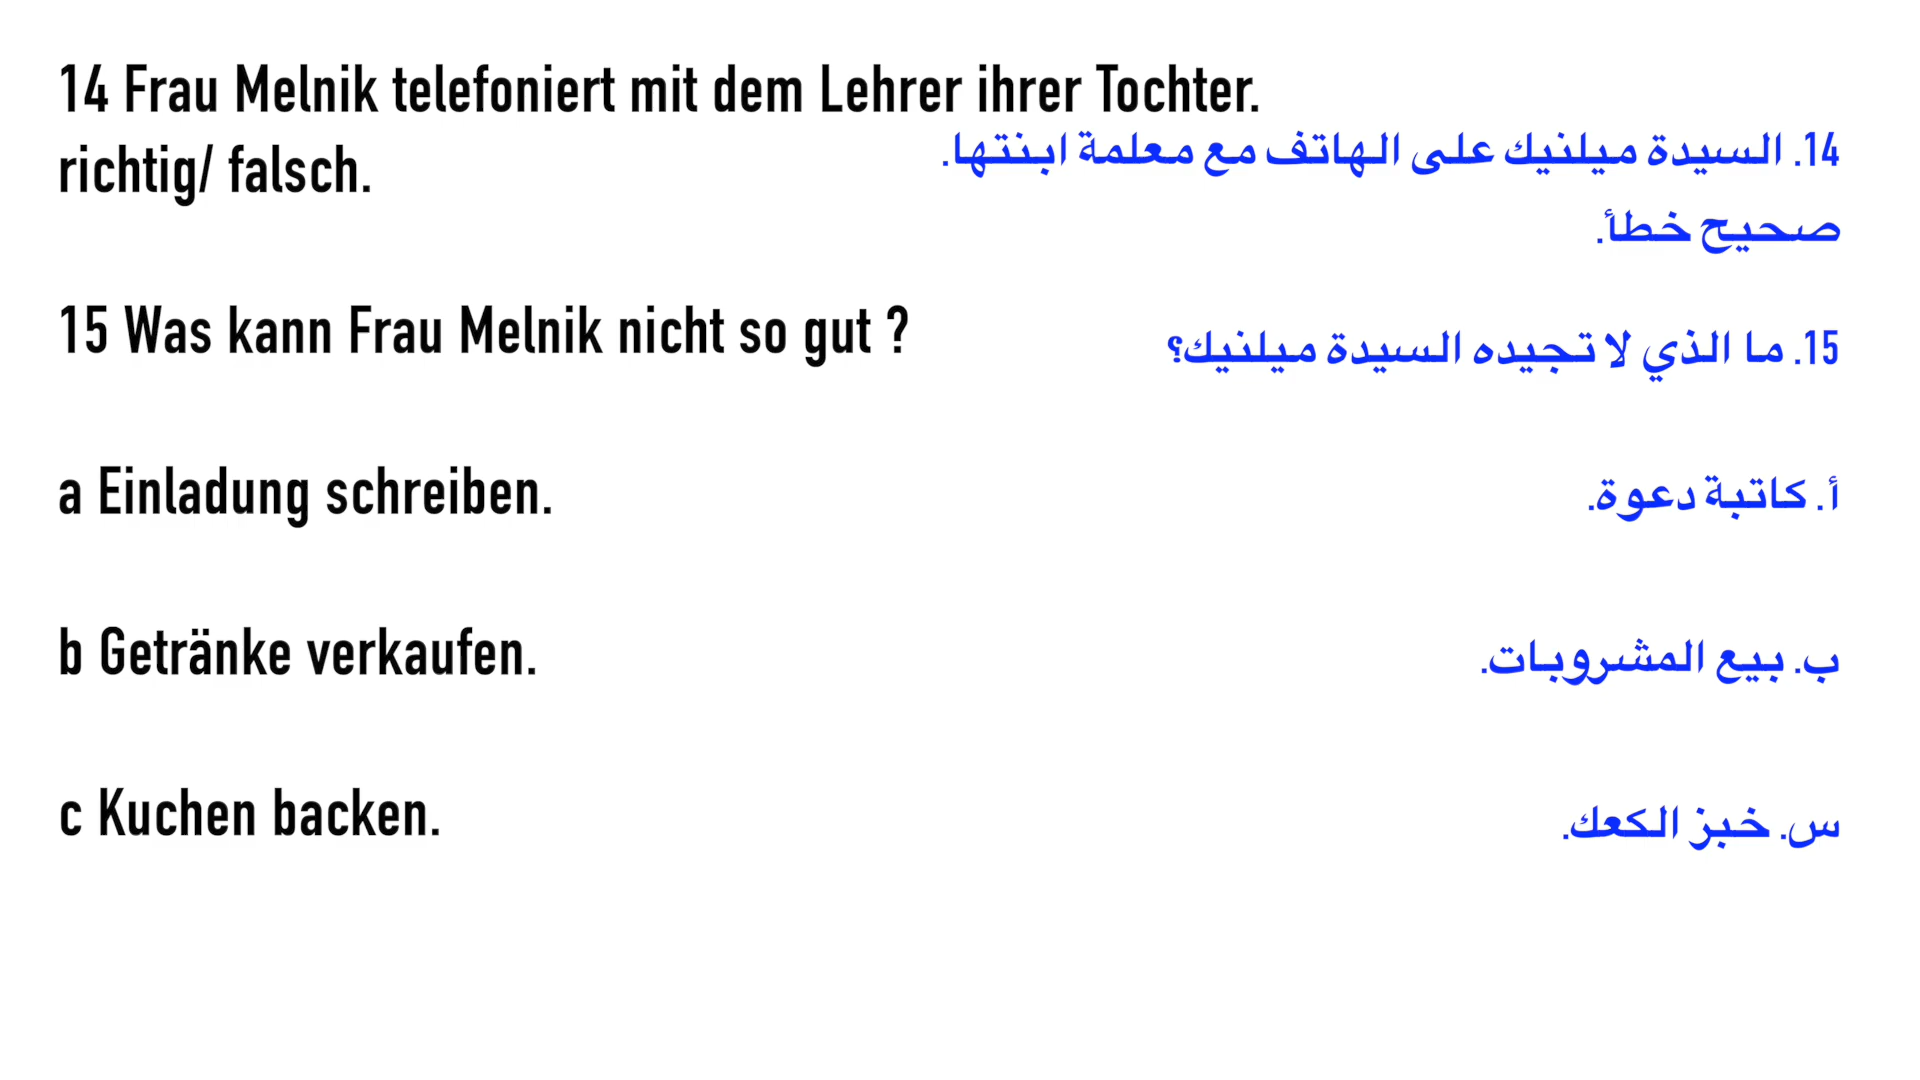 14 Frau Melnik telefoniert mit dem Lehrer ihrer Tochter.
richtig/ falsch.
14. السيدة ميلنيك على الهاتف مع معلمة ابنتها.
صحيح خطأ.
15 Was kann Frau Melnik nicht so gut ?
15. ما الذي لا تجيده السيدة ميلنيك؟
a Einladung schreiben.
أ. كاتبة دعوة.
b Getränke verkaufen.
ب. بيع المشروبات.
c Kuchen backen.
س. خبز الكعك.